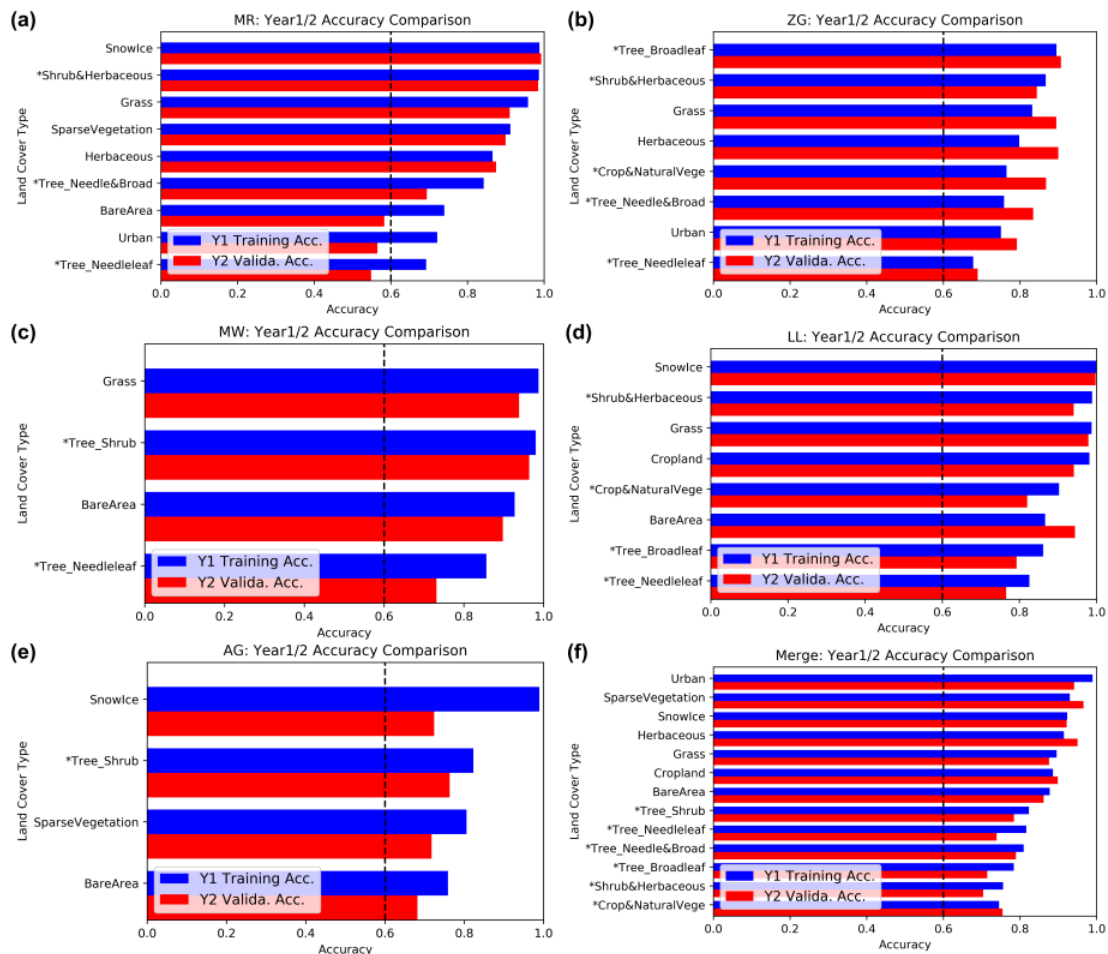 (a)
MR: Year1/2 Accuracy Comparison
Land Cover Type
SnowIce
*Shrub&Herbaceous
Grass
SparseVegetation
Herbaceous
*Tree_Needle&Broad
BareArea
Urban
*Tree_Needleleaf
Y1 Training Acc.
Y2 Valida. Acc.
0.0 0.2 0.4 0.6 0.8 1.0
Accuracy
(b)
ZG: Year1/2 Accuracy Comparison
Land Cover Type
*Tree_Broadleaf
*Shrub&Herbaceous
Grass
Herbaceous
*Crop&NaturalVege
*Tree_Needle&Broad
Urban
*Tree_Needleleaf
Y1 Training Acc.
Y2 Valida. Acc.
0.0 0.2 0.4 0.6 0.8 1.0
Accuracy
(c)
MW: Year1/2 Accuracy Comparison
Land Cover Type
Grass
*Tree_Shrub
BareArea
*Tree_Needleleaf
Y1 Training Acc.
Y2 Valida. Acc.
0.0 0.2 0.4 0.6 0.8 1.0
Accuracy
(d)
LL: Year1/2 Accuracy Comparison
Land Cover Type
SnowIce
*Shrub&Herbaceous
Grass
Cropland
*Crop&NaturalVege
BareArea
*Tree_Broadleaf
*Tree_Needleleaf
Y1 Training Acc.
Y2 Valida. Acc.
0.0 0.2 0.4 0.6 0.8 1.0
Accuracy
(e)
AG: Year1/2 Accuracy Comparison
Land Cover Type
SnowIce
*Tree_Shrub
SparseVegetation
BareArea
Y1 Training Acc.
Y2 Valida. Acc.
0.0 0.2 0.4 0.6 0.8 1.0
Accuracy
(f)
Merge: Year1/2 Accuracy Comparison
Land Cover Type
Urban
SparseVegetation
SnowIce
Herbaceous
Grass
Cropland
BareArea
*Tree_Shrub
*Tree_Needleleaf
*Tree_Needle&Broad
*Tree_Broadleaf
*Shrub&Herbaceous
*Crop&NaturalVege
Y1 Training Acc.
Y2 Valida. Acc.
0.0 0.2 0.4 0.6 0.8 1.0
Accuracy